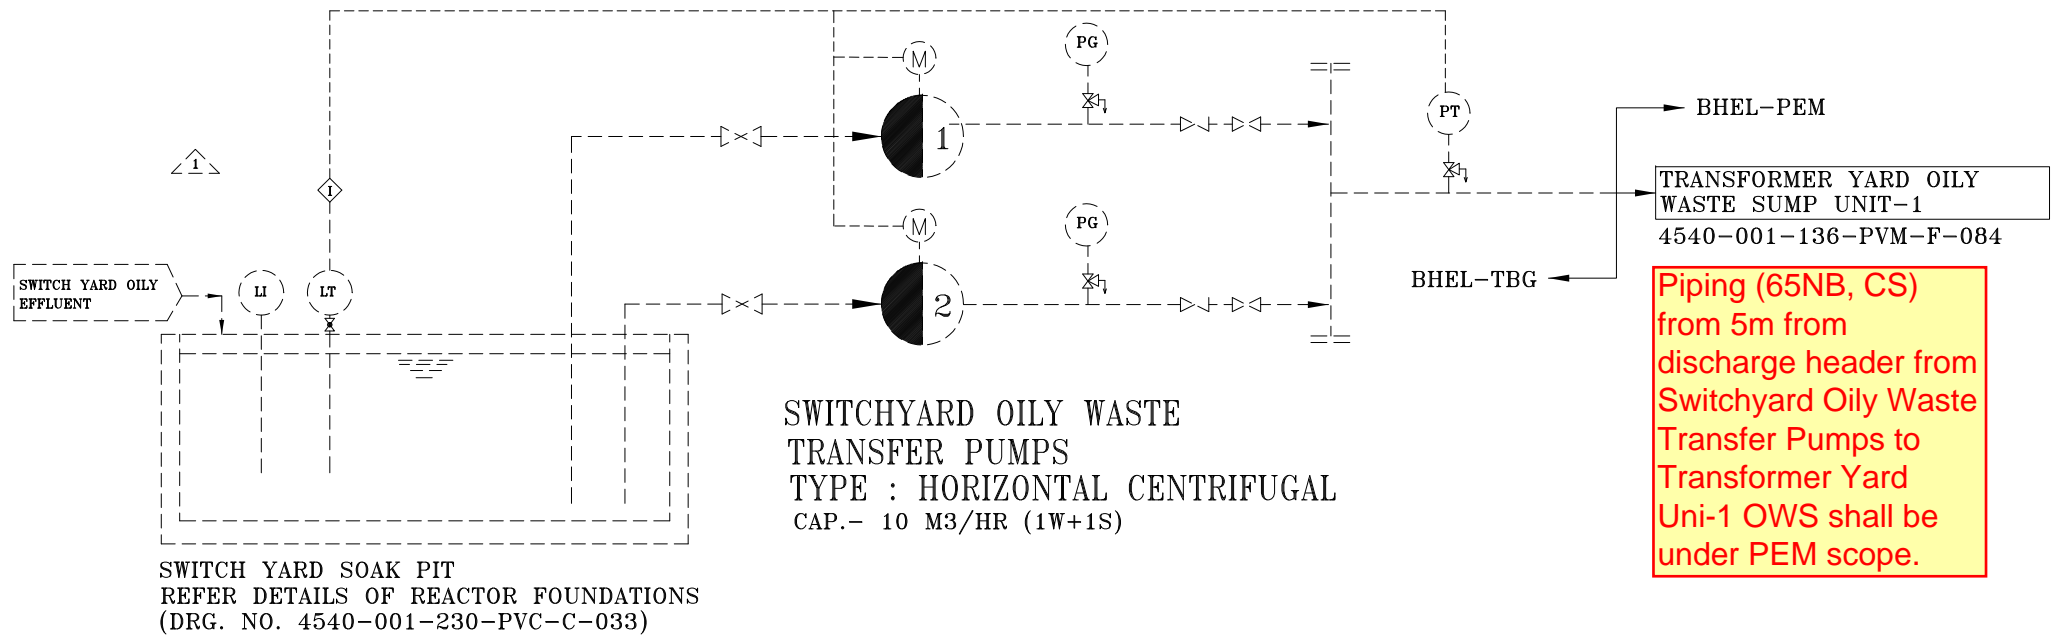 PG
M
1
PT
BHEL-PEM
1
I
TRANSFORMER YARD OILY
WASTE SUMP UNIT-1
4540-001-136-PVM-F-084
M
PG
2
BHEL-TBG
SWITCH YARD OILY
EFFLUENT
LI
LT
Piping (65NB, CS)
from 5m from
discharge header from
Switchyard Oily Waste
Transfer Pumps to
Transformer Yard
Uni-1 OWS shall be
under PEM scope.
SWITCHYARD OILY WASTE
TRANSFER PUMPS
TYPE : HORIZONTAL CENTRIFUGAL
CAP.- 10 M3/HR (1W+1S)
SWITCH YARD SOAK PIT
REFER DETAILS OF REACTOR FOUNDATIONS
(DRG. NO. 4540-001-230-PVC-C-033)